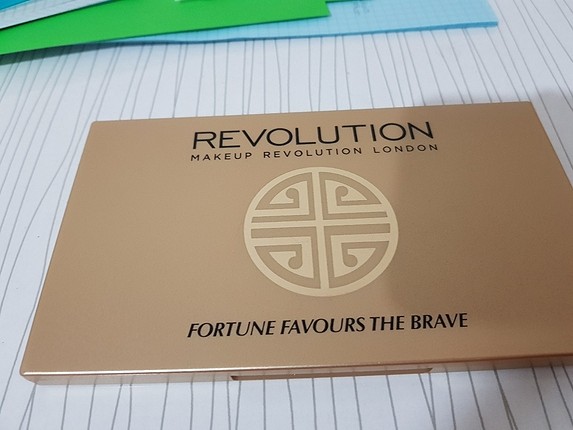 REVOLUTION
MAKEUP REVOLUTION LONDON
FORTUNE FAVOURS THE BRAVE